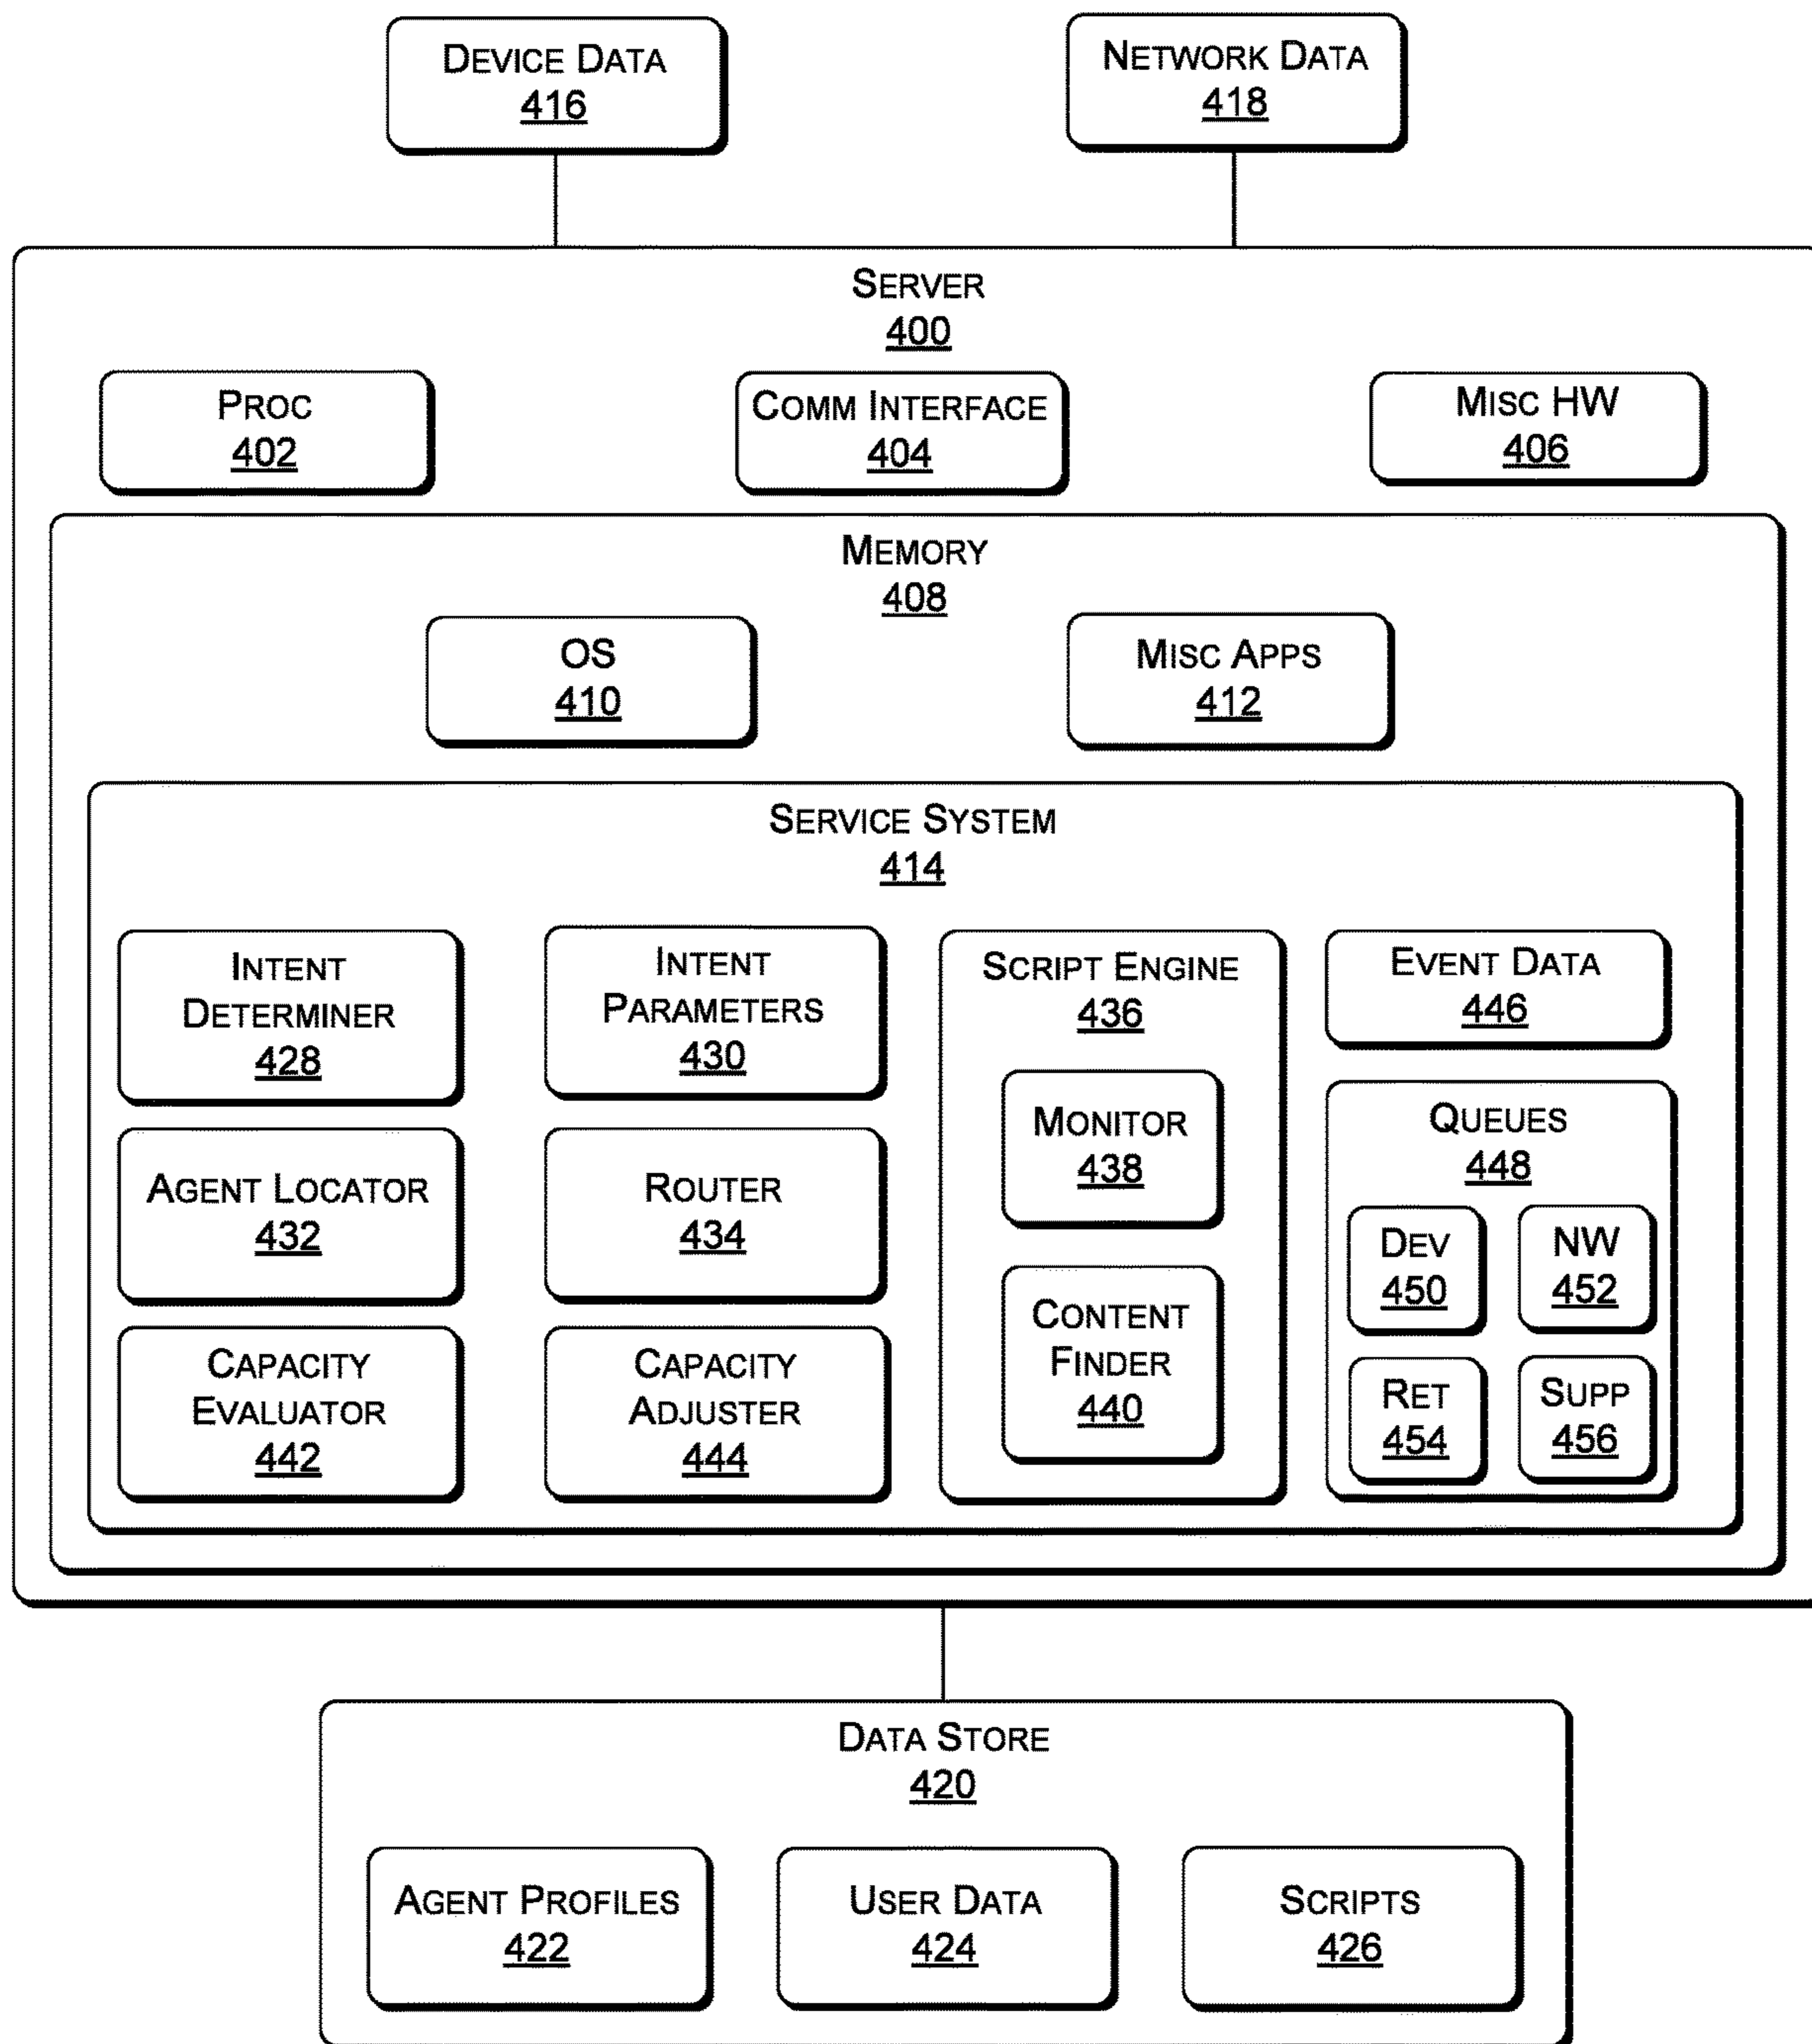 DEVICE DATA
416
NETWORK DATA
418
SERVER
400
PROC
402
COMM INTERFACE
404
MISC HW
406
MEMORY
408
OS
410
MISC APPS
412
SERVICE SYSTEM
414
INTENT
DETERMINER
428
INTENT
PARAMETERS
430
SCRIPT ENGINE
436
EVENT DATA
446
AGENT LOCATOR
432
ROUTER
434
MONITOR
438
QUEUES
448
DEV
450
NW
452
CAPACITY
EVALUATOR
442
CAPACITY
ADJUSTER
444
CONTENT
FINDER
440
RET
454
SUPP
456
DATA STORE
420
AGENT PROFILES
422
USER DATA
424
SCRIPTS
426